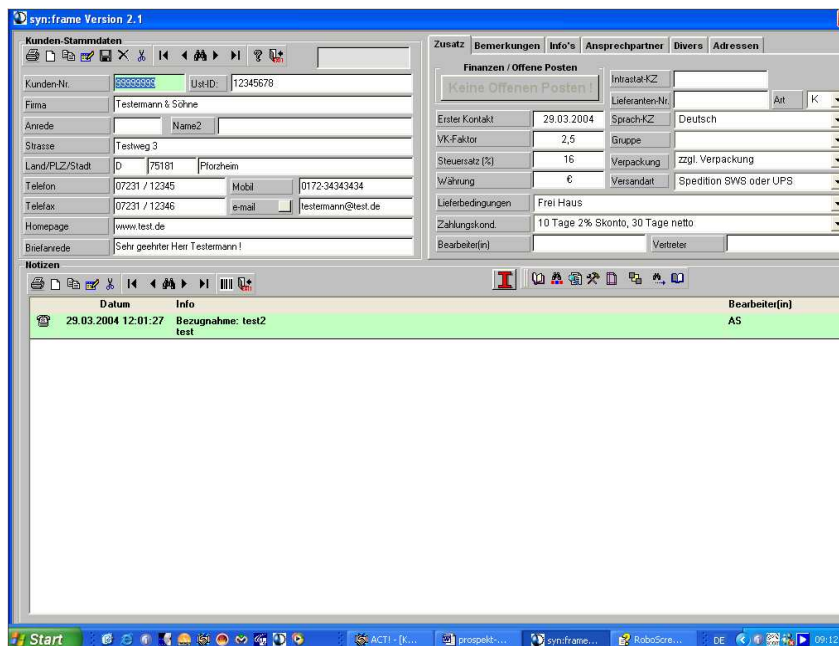 syn:frame Version 2.1
Kunden-Stammdaten
Kunden-Nr. 99999999 Ust-ID: 12345678
Firma Testermann & Söhne
Anrede Name2
Strasse Testweg 3
Land/PLZ/Stadt D 75181 Pforzheim
Telefon 07231 / 12345 Mobil 0172-34343434
Telefax 07231 / 12346 e-mail testermann@test.de
Homepage www.test.de
Briefanrede Sehr geehrter Herr Testermann !
Zusatz Bemerkungen Info's Ansprechpartner Divers Adressen
Finanzen / Offene Posten
Keine Offenen Posten !
Intrastat-KZ
Lieferanten-Nr. Art K
Erster Kontakt 29.03.2004 Sprach-KZ Deutsch
VK-Faktor 2,5 Gruppe
Steuersatz (%) 16 Verpackung zzgl. Verpackung
Währung € Versandart Spedition SWS oder UPS
Lieferbedingungen Frei Haus
Zahlungskond. 10 Tage 2% Skonto, 30 Tage netto
Bearbeiter(in) Vertreter
Notizen
Datum Info Bearbeiter(in)
29.03.2004 12:01:27 Bezugnahme: test2 AS
test
Start ACT! - [K... prospekt-... syn:frame... RoboScre... DE 09:12